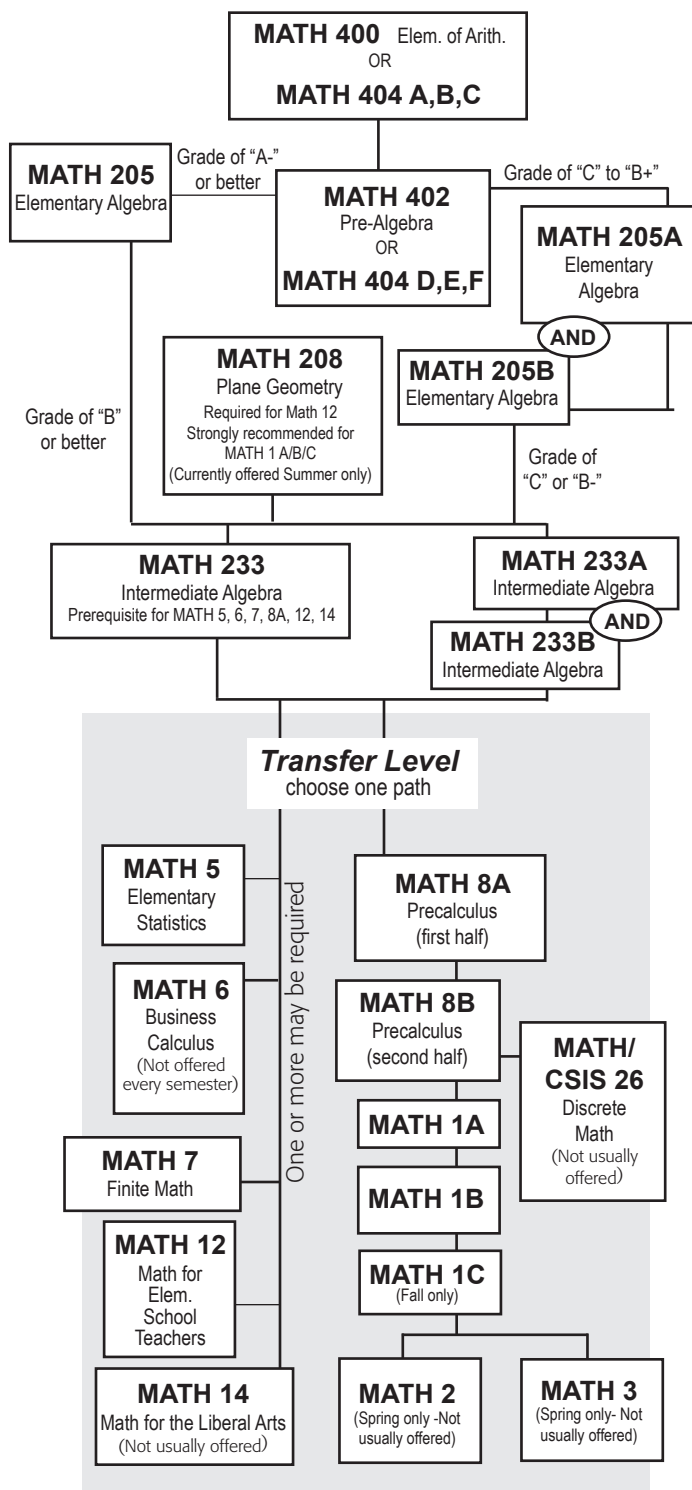 MATH 400 Elem. of Arith.
OR
MATH 404 A,B,C
Grade of “A-”
or better
MATH 205
Elementary Algebra
MATH 402
Pre-Algebra
OR
MATH 404 D,E,F
Grade of “C” to “B+”
MATH 205A
Elementary
Algebra
AND
MATH 205B
Elementary Algebra
MATH 208
Plane Geometry
Required for Math 12
Strongly recommended for
MATH 1 A/B/C
(Currently offered Summer only)
Grade of “B”
or better
Grade of
“C” or “B-”
MATH 233
Intermediate Algebra
Prerequisite for MATH 5, 6, 7, 8A, 12, 14
MATH 233A
Intermediate Algebra
AND
MATH 233B
Intermediate Algebra
Transfer Level
choose one path
One or more may be required
MATH 5
Elementary
Statistics
MATH 6
Business
Calculus
(Not offered
every semester)
MATH 7
Finite Math
MATH 12
Math for
Elem.
School
Teachers
MATH 14
Math for the Liberal Arts
(Not usually offered)
MATH 8A
Precalculus
(first half)
MATH 8B
Precalculus
(second half)
MATH/
CSIS 26
Discrete
Math
(Not usually
offered)
MATH 1A
MATH 1B
MATH 1C
(Fall only)
MATH 2
(Spring only -Not
usually offered)
MATH 3
(Spring only- Not
usually offered)